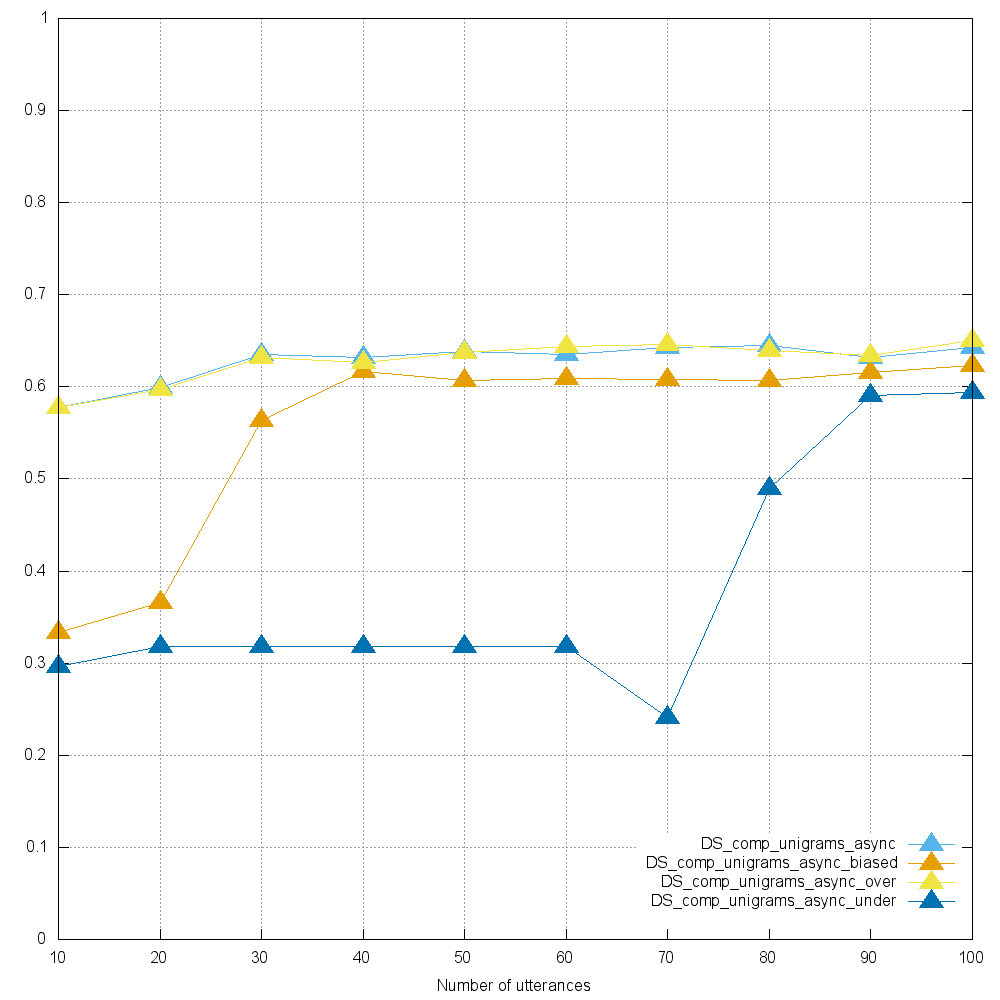 1
0.9
0.8
0.7
0.6
0.5
0.4
0.3
0.2
0.1
0
10 20 30 40 50 60 70 80 90 100
Number of utterances
DS_comp_unigrams_async
DS_comp_unigrams_async_biased
DS_comp_unigrams_async_over
DS_comp_unigrams_async_under